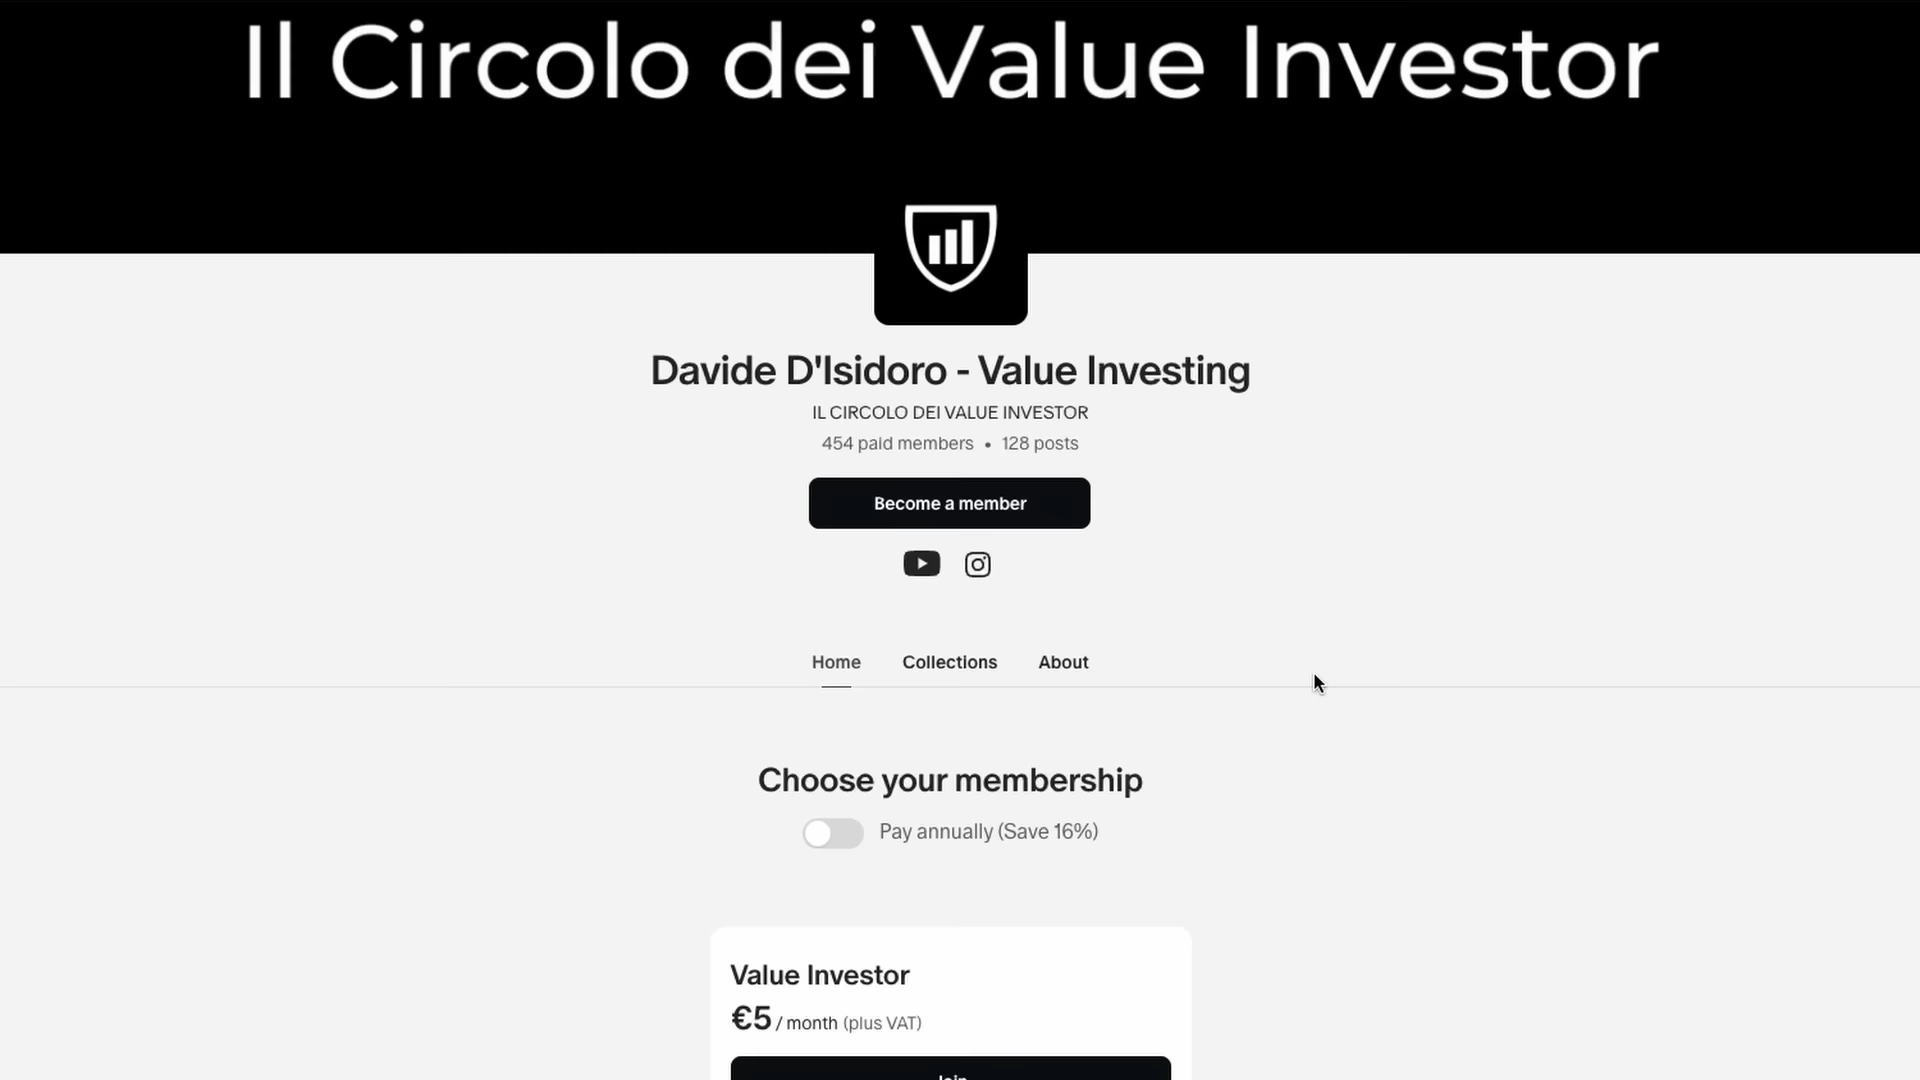 Il Circolo dei Value Investor
Davide D'Isidoro - Value Investing
IL CIRCOLO DEI VALUE INVESTOR
454 paid members • 128 posts
Become a member
Home Collections About
Choose your membership
Pay annually (Save 16%)
Value Investor
€5 / month (plus VAT)
Join